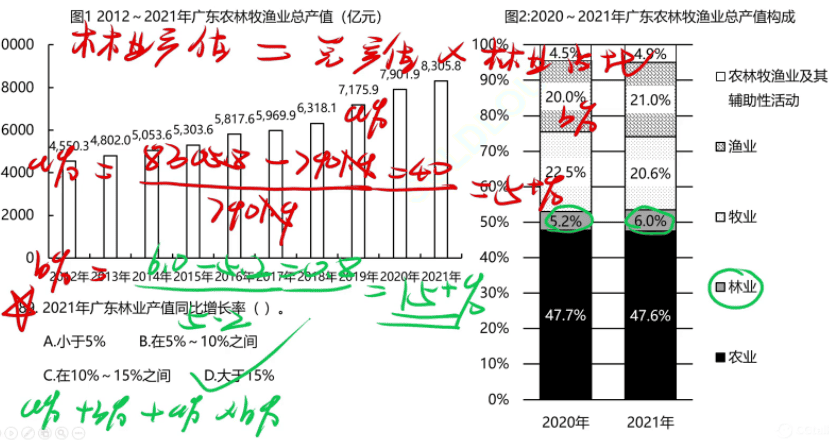 图1 2012～2021年广东农林牧渔业总产值（亿元）
林业产值 = 总产值 × 林业占比
0000
8000
6000
4000
2000
0
4,550.3 4,802.0 5,053.6 5,303.6 5,817.6 5,969.9 6,318.1 7,175.9 7,901.9 8,305.8
a%
a% = 8305.8 - 7901.9 = 40
7901.9
= 5+%
2012年 2013年 2014年 2015年 2016年 2017年 2018年 2019年 2020年 2021年
b% = 6.0 - 5.2 = 0.8
5.2
= 15+%
2021年广东林业产值同比增长率（ ）。
A.小于5% B.在5%～10%之间
C.在10%～15%之间 D.大于15%
a% + b% + a% × b%
图2:2020～2021年广东农林牧渔业总产值构成
100%
90%
80%
70%
60%
50%
40%
30%
20%
10%
0%
4.5% 4.9%
20.0% 21.0%
b%
22.5% 20.6%
5.2% 6.0%
47.7% 47.6%
2020年 2021年
农林牧渔业及其
辅助性活动
渔业
牧业
林业
农业